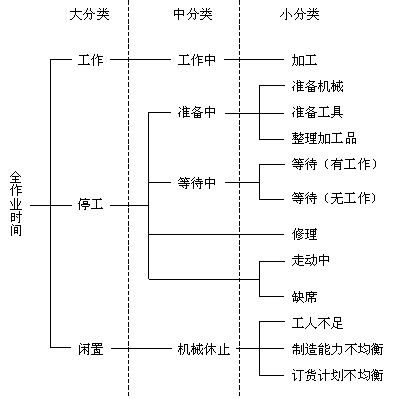 大分类 中分类 小分类
工作 工作中 加工
准备机械
准备中 准备工具
整理加工品
等待（有工作）
等待中
等待（无工作）
全作业时间
停工
修理
走动中
缺席
工人不足
闲置 机械休止 制造能力不均衡
订货计划不均衡